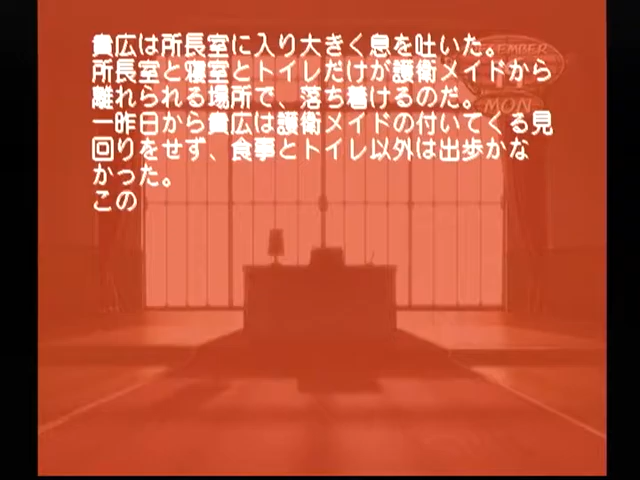 貴広は所長室に入り大きく息を吐いた。
所長室と寝室とトイレだけが護衛メイドから
離れられる場所で、落ち着けるのだ。
一昨日から貴広は護衛メイドの付いてくる見
回りをせず、食事とトイレ以外は出歩かな
かった。
この
MON